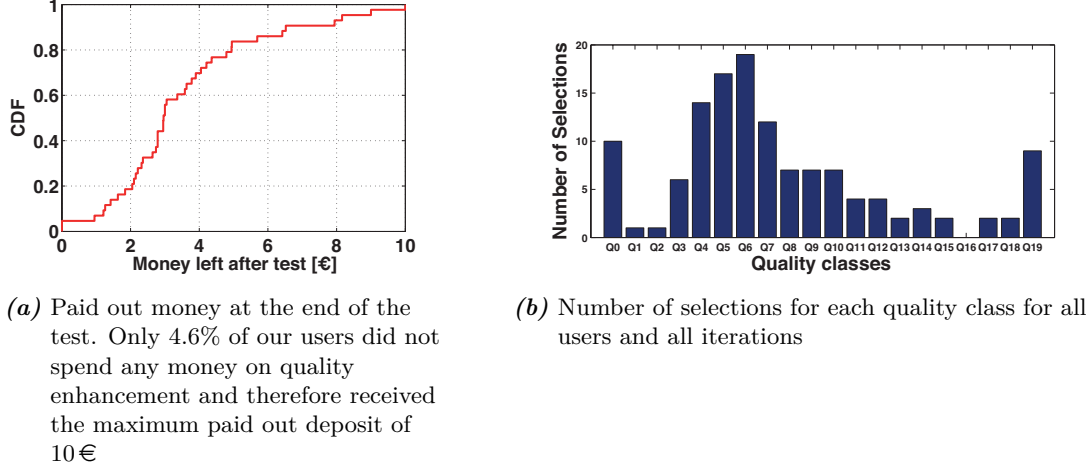 1
0.8
0.6
0.4
0.2
0
CDF
0 2 4 6 8 10
Money left after test [€]
20
15
10
5
0
Number of Selections
Q0 Q1 Q2 Q3 Q4 Q5 Q6 Q7 Q8 Q9 Q10 Q11 Q12 Q13 Q14 Q15 Q16 Q17 Q18 Q19
Quality classes
(a) Paid out money at the end of the
test. Only 4.6% of our users did not
spend any money on quality
enhancement and therefore received
the maximum paid out deposit of
10 €
(b) Number of selections for each quality class for all
users and all iterations